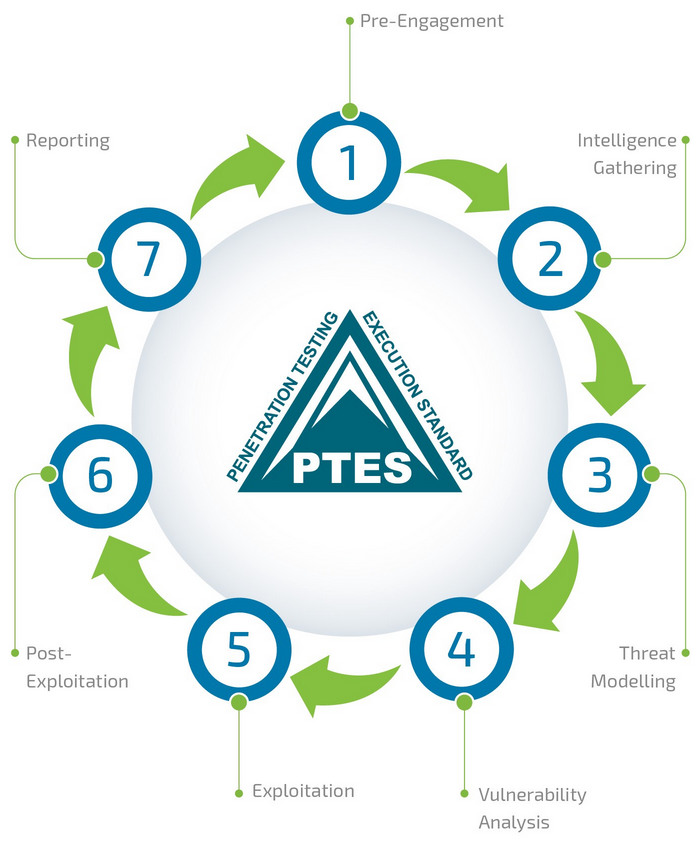 Pre-Engagement
1
Intelligence
Gathering
2
3
Threat
Modelling
4
Vulnerability
Analysis
5
Exploitation
6
Post-
Exploitation
7
Reporting
PENETRATION TESTING
EXECUTION STANDARD
PTES